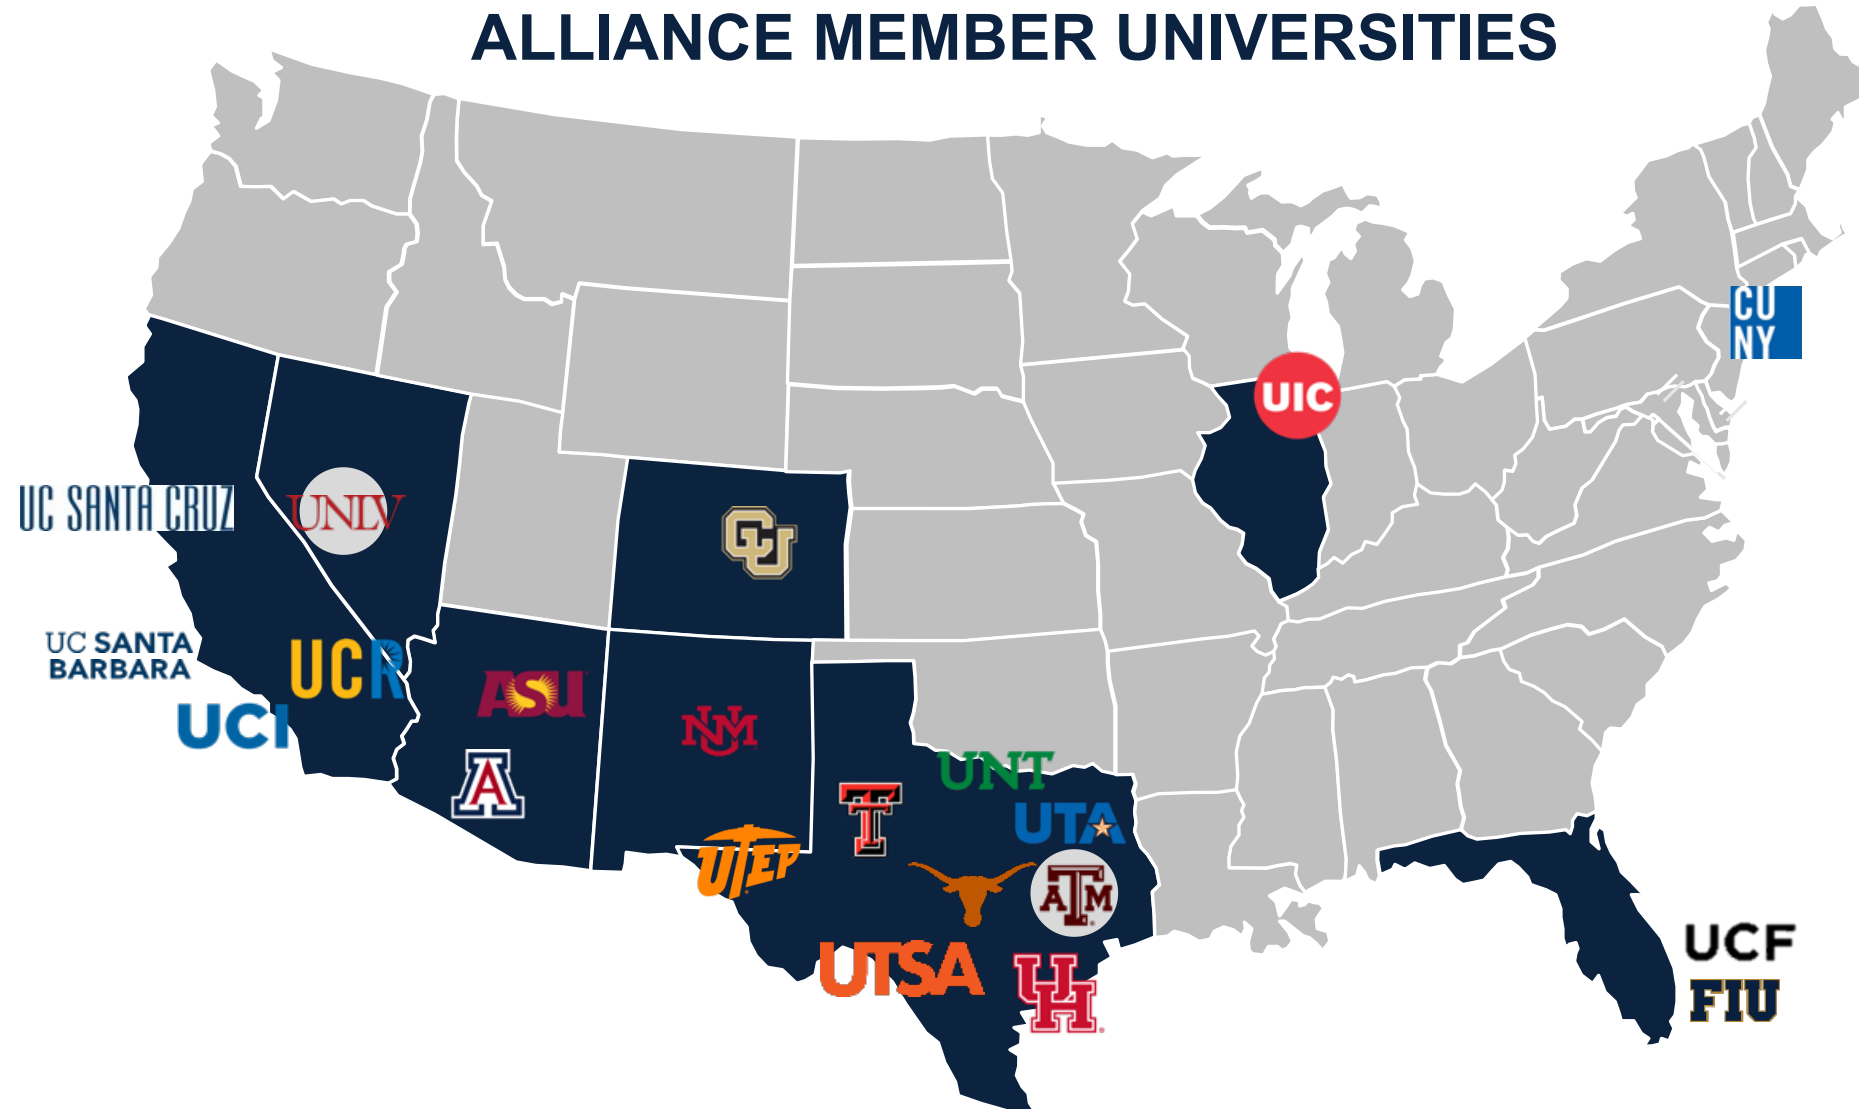 ALLIANCE MEMBER UNIVERSITIES
CU
NY
UIC
UC SANTA CRUZ
UNLV
CU
UC SANTA
BARBARA
UCR
UCI
ASU
A
UNM
UNT
T
UTA
UTEP
ATM
UTSA
UH
UCF
FIU